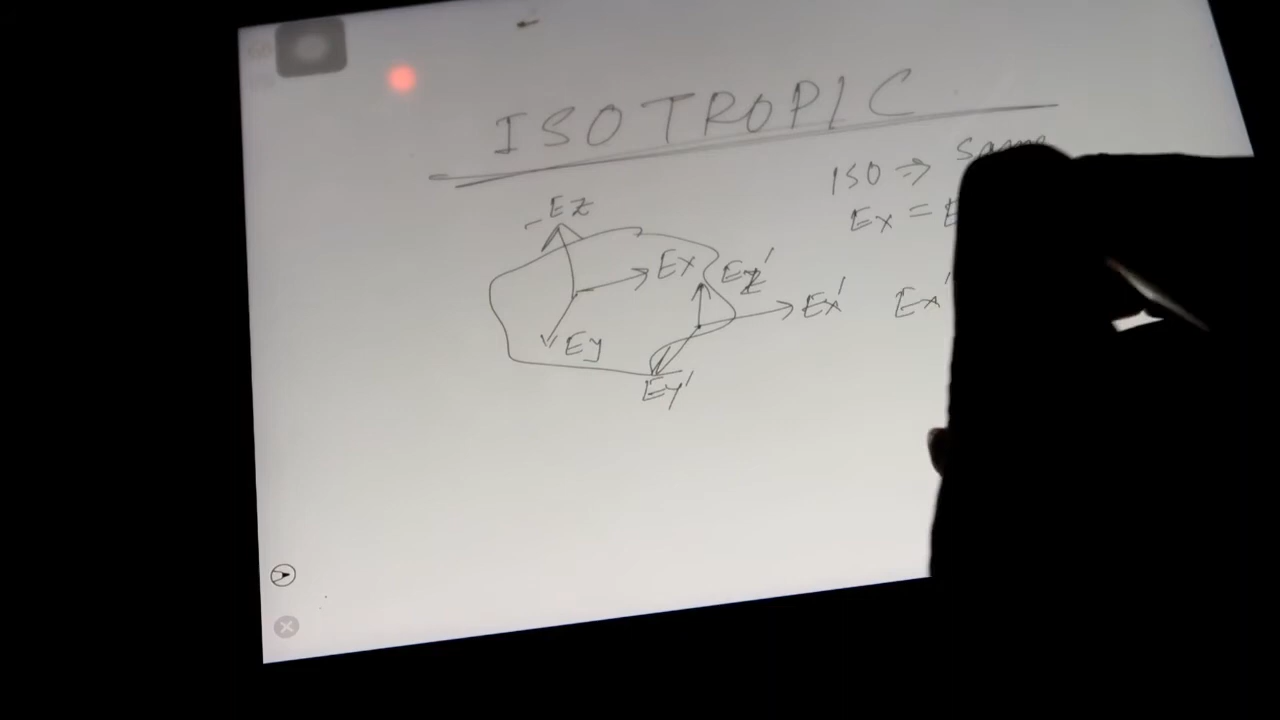 ISOTROPIC
ISO ⇒ Same
Ex = E
Ez
Ex
Ey
Ez'
Ex'
Ey'
Ex'